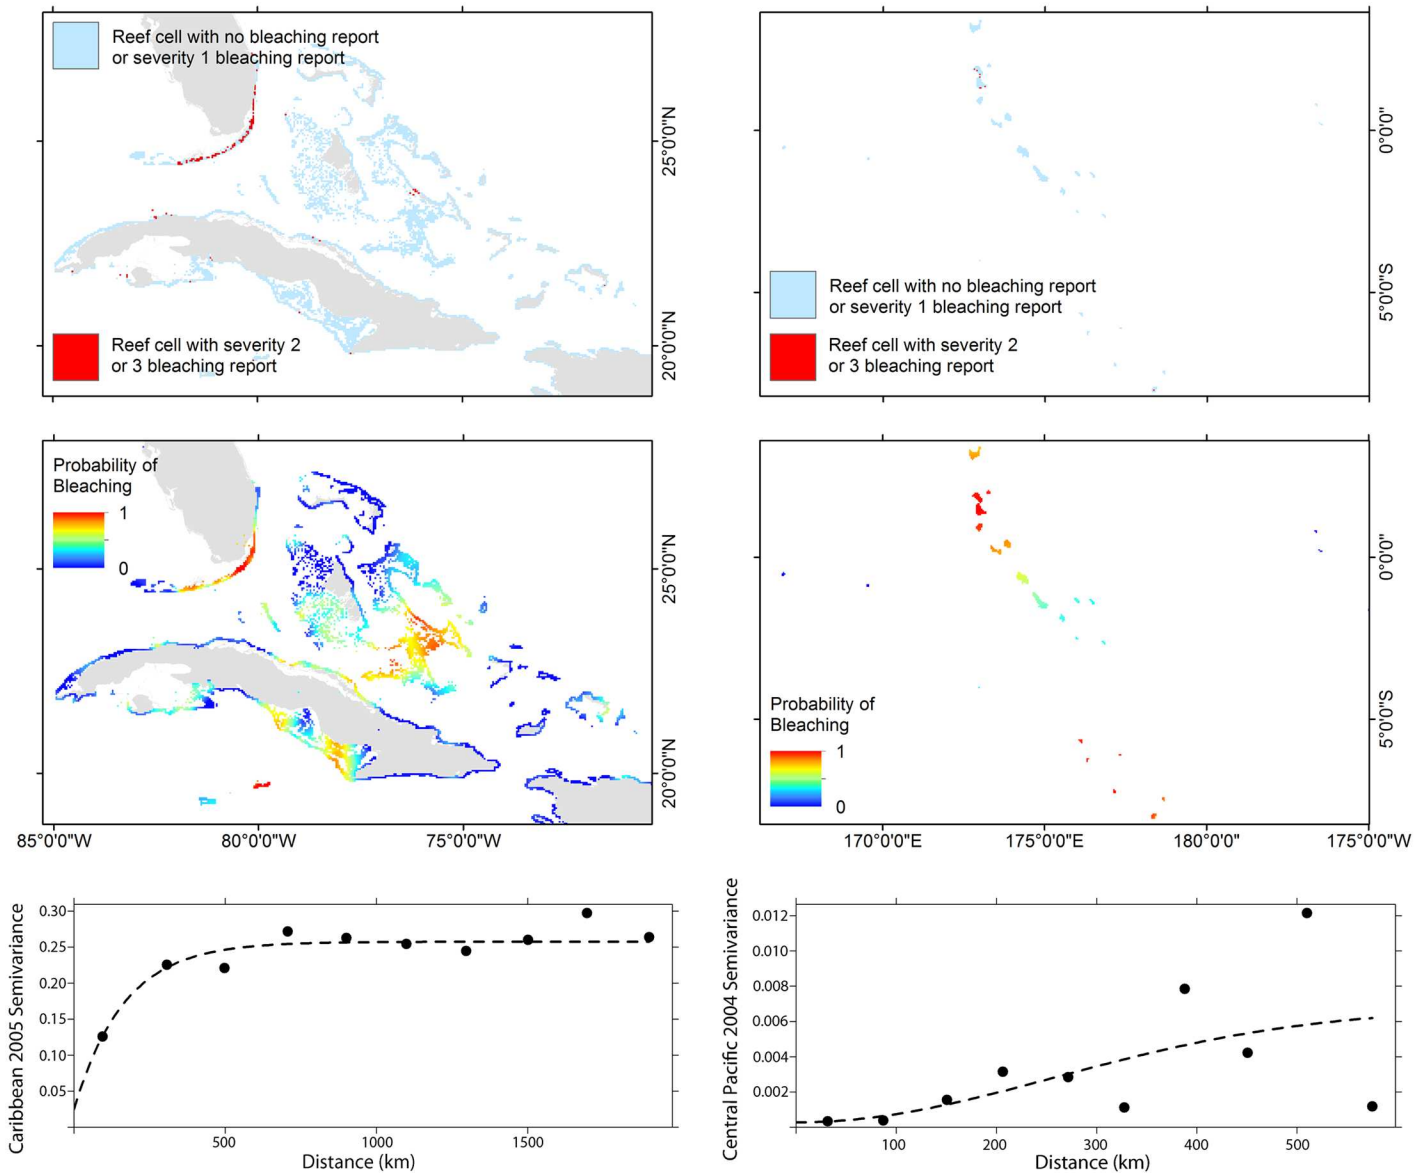 Reef cell with no bleaching report
or severity 1 bleaching report
Reef cell with severity 2
or 3 bleaching report
25°0'0"N
20°0'0"N
Reef cell with no bleaching report
or severity 1 bleaching report
Reef cell with severity 2
or 3 bleaching report
0°0'0"
5°0'0"S
Probability of
Bleaching
1
0
25°0'0"N
20°0'0"N
85°0'0"W
80°0'0"W
75°0'0"W
Probability of
Bleaching
1
0
0°0'0"
5°0'0"S
170°0'0"E
175°0'0"E
180°0'0"
175°0'0"W
Caribbean 2005 Semivariance
0.30
0.25
0.20
0.15
0.10
0.05
500
1000
1500
Distance (km)
Central Pacific 2004 Semivariance
0.012
0.010
0.008
0.006
0.004
0.002
100
200
300
400
500
Distance (km)